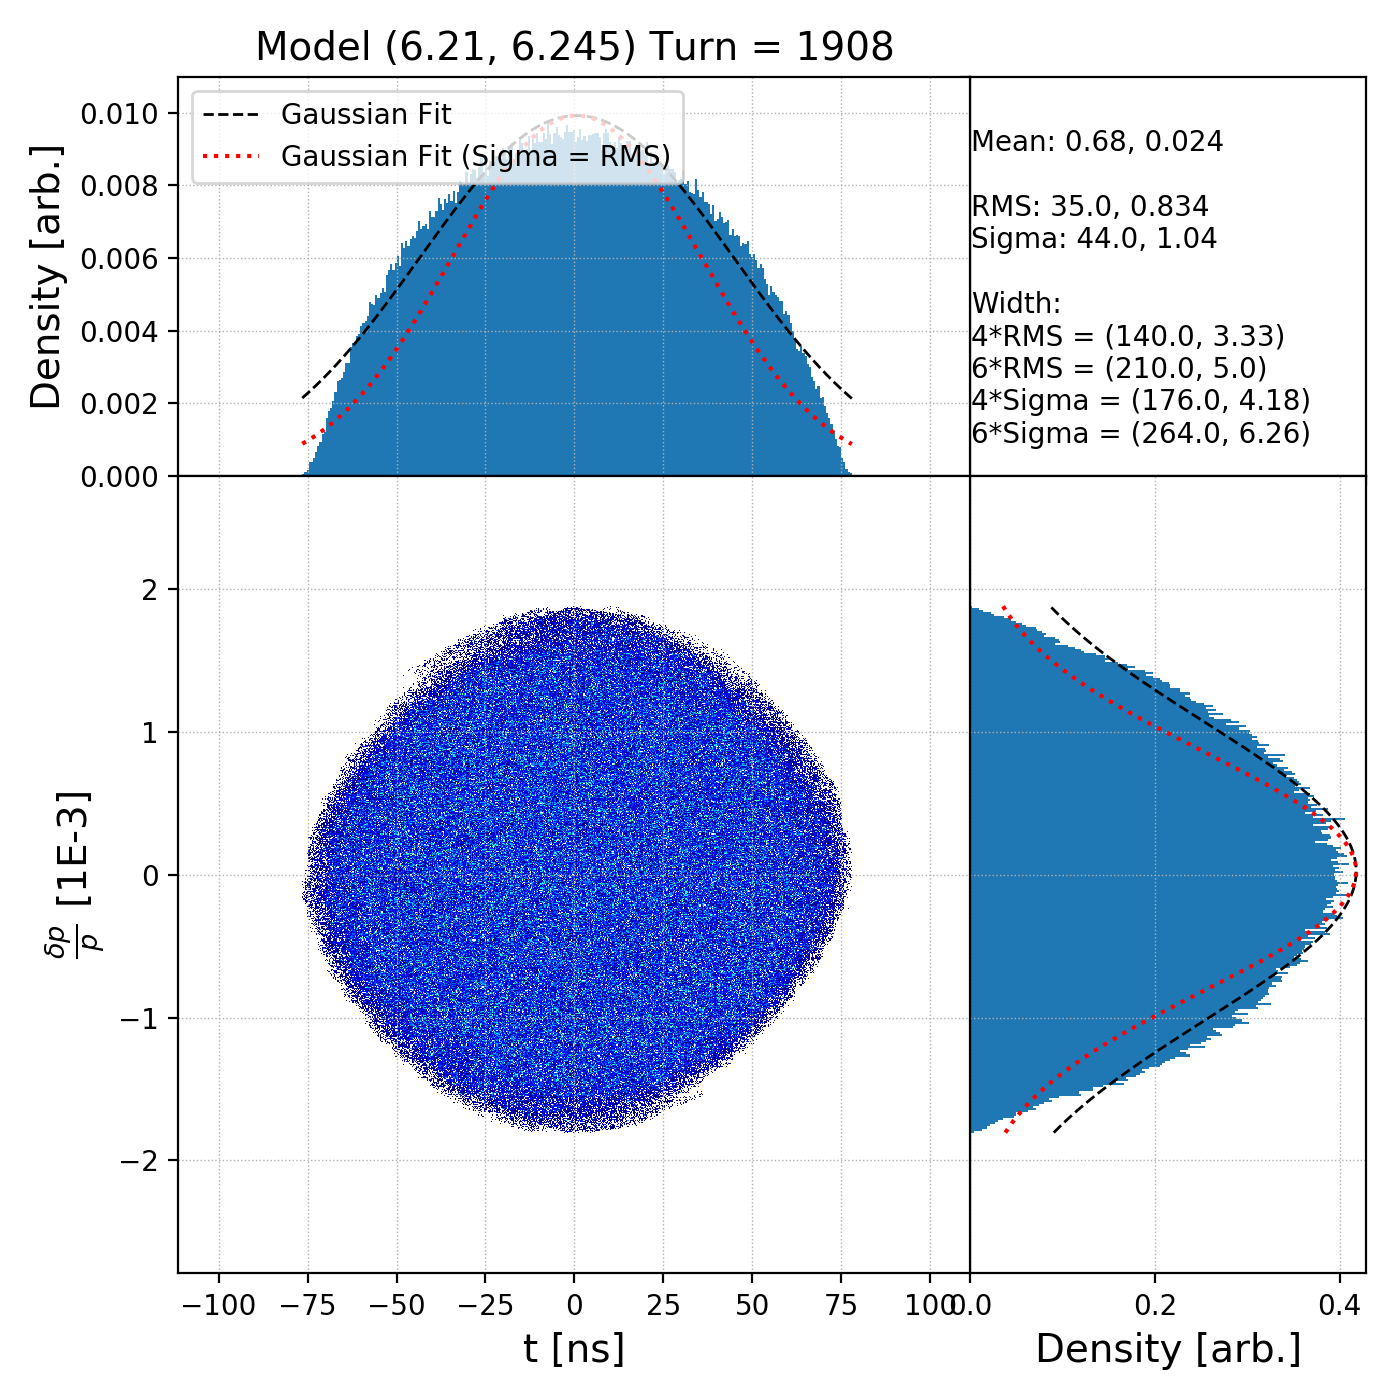 Model (6.21, 6.245) Turn = 1908
Gaussian Fit
Gaussian Fit (Sigma = RMS)
Density [arb.]
0.010
0.008
0.006
0.004
0.002
0.000
Mean: 0.68, 0.024
RMS: 35.0, 0.834
Sigma: 44.0, 1.04
Width:
4*RMS = (140.0, 3.33)
6*RMS = (210.0, 5.0)
4*Sigma = (176.0, 4.18)
6*Sigma = (264.0, 6.26)
δp/p [1E-3]
2
1
0
−1
−2
−100 −75 −50 −25 0 25 50 75 100
t [ns]
0.0 0.2 0.4
Density [arb.]